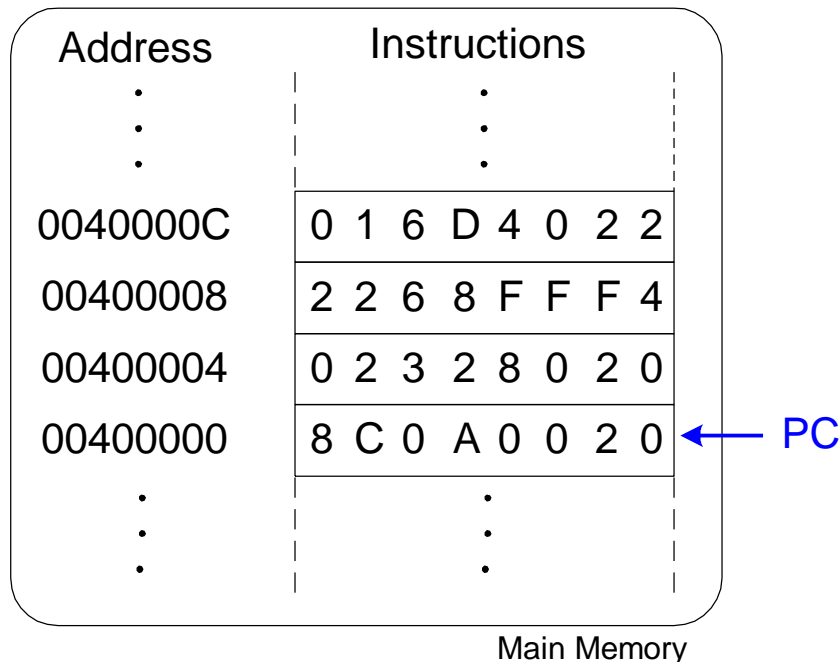 Address Instructions
0040000C 0 1 6 D 4 0 2 2
00400008 2 2 6 8 F F F 4
00400004 0 2 3 2 8 0 2 0
00400000 8 C 0 A 0 0 2 0 PC
Main Memory